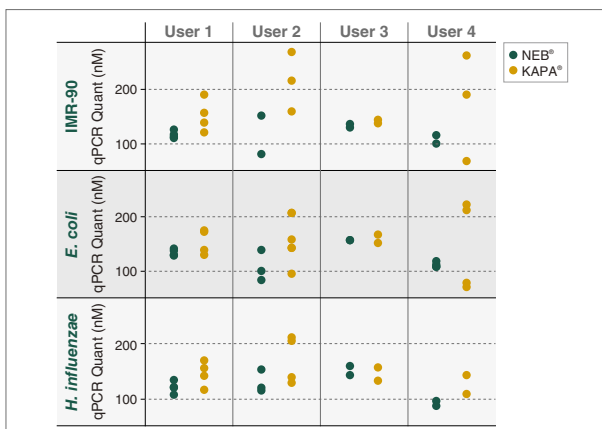 User 1 User 2 User 3 User 4
NEB®
KAPA®
IMR-90
qPCR Quant (nM)
200
100
E. coli
qPCR Quant (nM)
200
100
H. influenzae
qPCR Quant (nM)
200
100